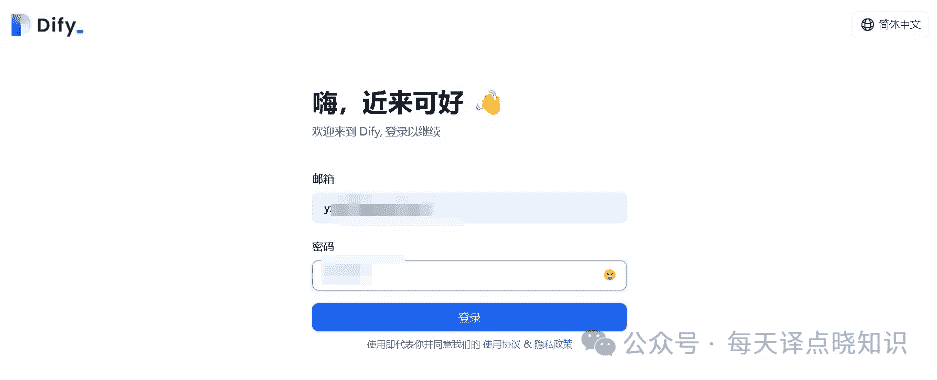 Dify_
简体中文
嗨，近来可好 👋
欢迎来到 Dify, 登录以继续
邮箱
y
密码
登录
使用即代表你并同意我们的 使用协议 & 隐私政策
公众号 · 每天译点晓知识